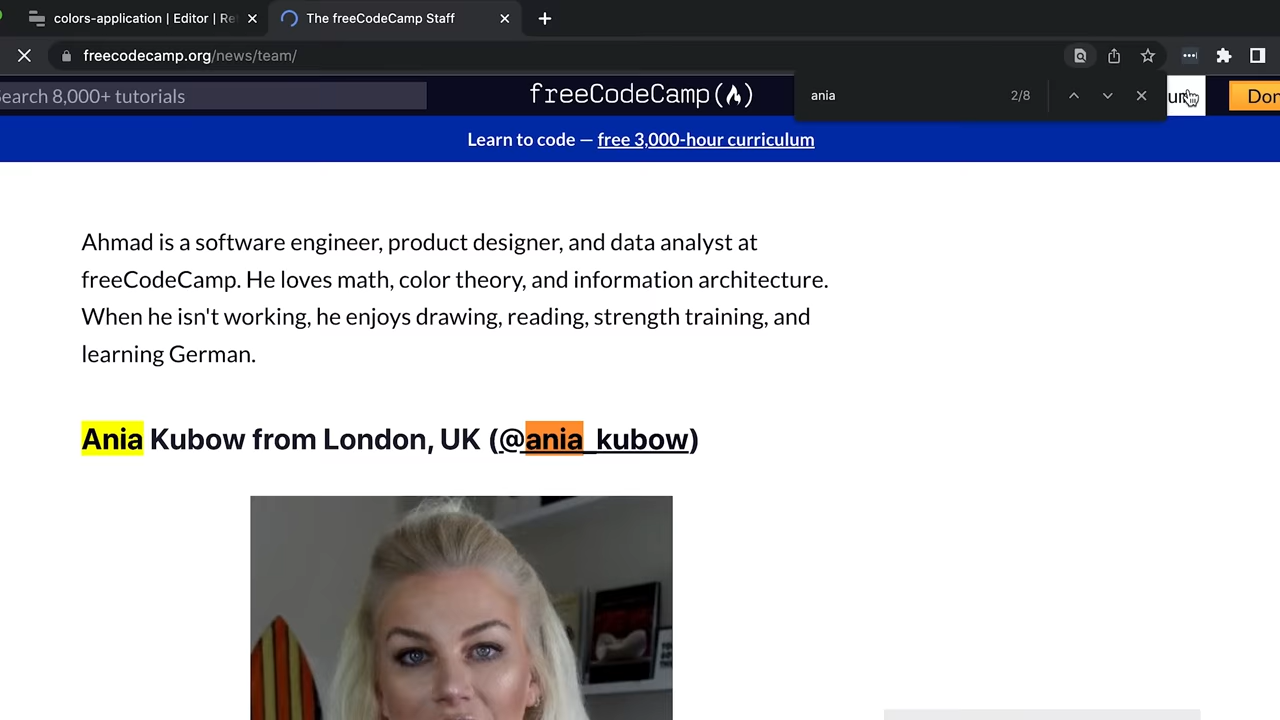 colors-application | Editor | Re
The freeCodeCamp Staff
freecodecamp.org/news/team/
Search 8,000+ tutorials
freeCodeCamp
ania
2/8
Don
Learn to code — free 3,000-hour curriculum
Ahmad is a software engineer, product designer, and data analyst at
freeCodeCamp. He loves math, color theory, and information architecture.
When he isn't working, he enjoys drawing, reading, strength training, and
learning German.
Ania Kubow from London, UK (@ania_kubow)